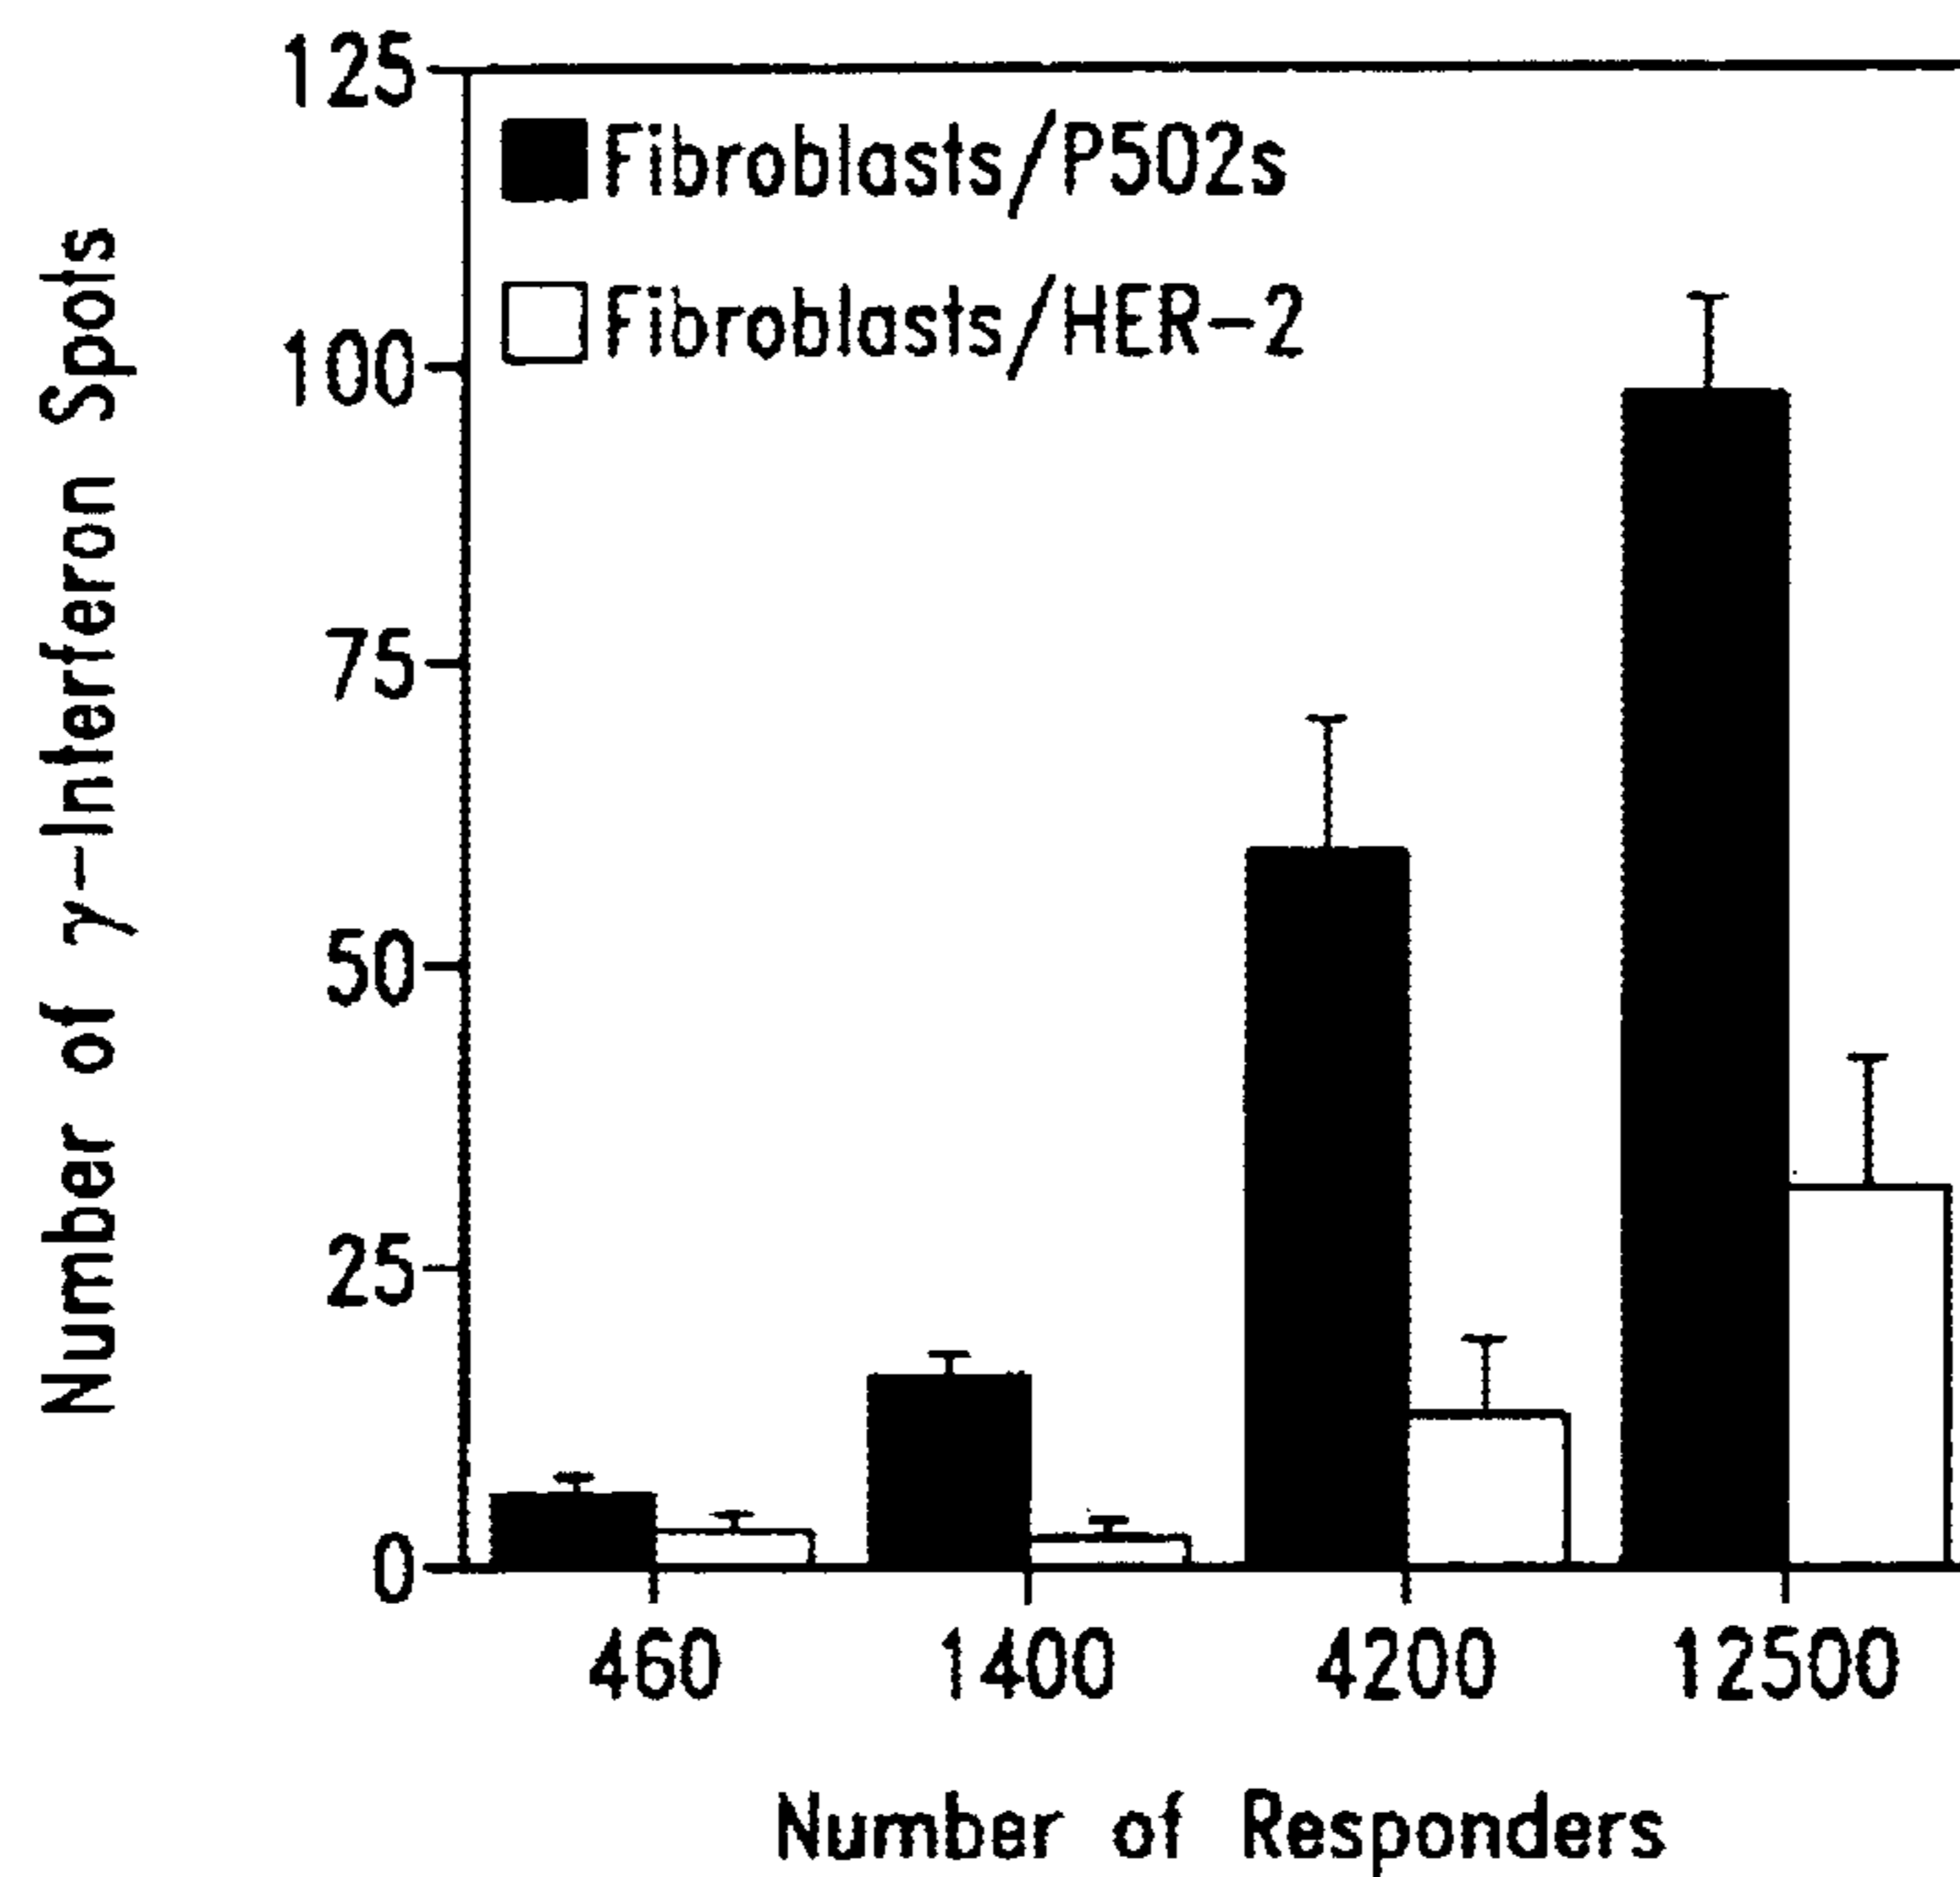 Number of γ-Interferon Spots
125
100
75
50
25
0
Fibroblasts/P502s
Fibroblasts/HER-2
460 1400 4200 12500
Number of Responders